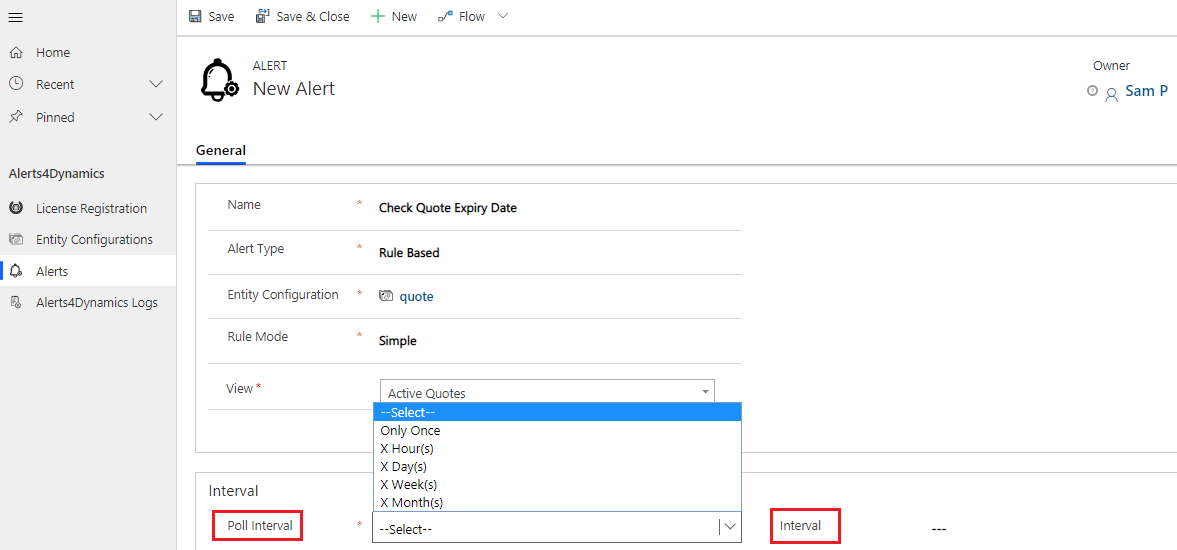 Save
Save & Close
New
Flow
Home
Recent
Pinned
Alerts4Dynamics
License Registration
Entity Configurations
Alerts
Alerts4Dynamics Logs
ALERT
New Alert
Owner
Sam P
General
Name * Check Quote Expiry Date
Alert Type * Rule Based
Entity Configuration * quote
Rule Mode * Simple
View * Active Quotes
--Select--
Only Once
X Hour(s)
X Day(s)
X Week(s)
X Month(s)
Interval
Poll Interval * --Select--
Interval ---